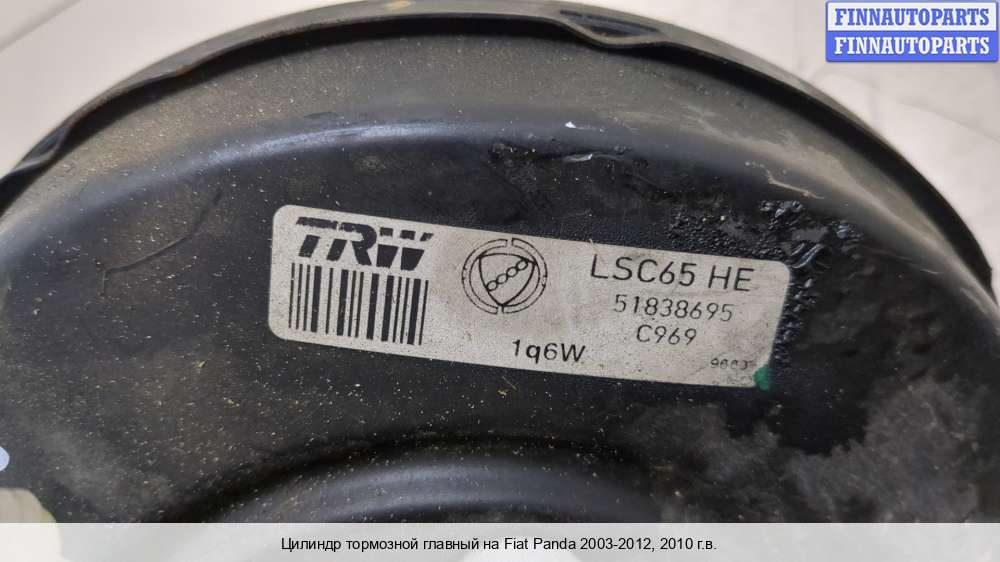 FINNAUTOPARTS
FINNAUTOPARTS
TRW
LSC65 HE
51838695
C969
1q6W
Цилиндр тормозной главный на Fiat Panda 2003-2012, 2010 г.в.